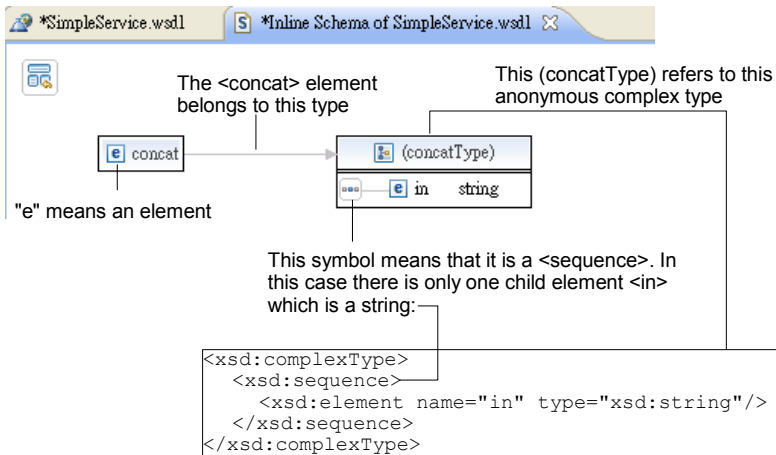 *SimpleService.wsdl
S *Inline Schema of SimpleService.wsdl
The <concat> element
belongs to this type
This (concatType) refers to this
anonymous complex type
e concat
(concatType)
e in string
"e" means an element
This symbol means that it is a <sequence>. In
this case there is only one child element <in>
which is a string:
<xsd:complexType>
<xsd:sequence>
<xsd:element name="in" type="xsd:string"/>
</xsd:sequence>
</xsd:complexType>